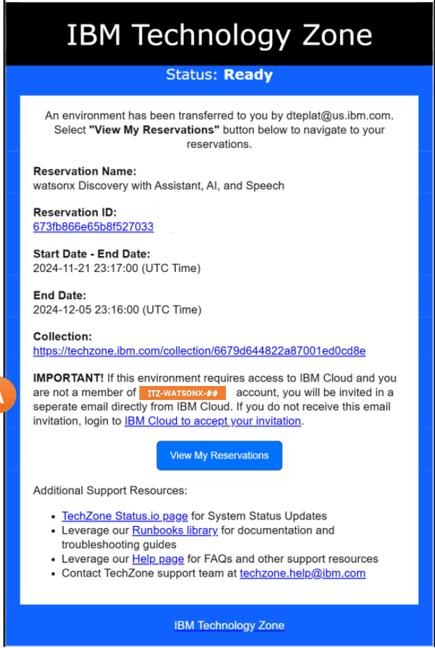 IBM Technology Zone
Status: Ready
An environment has been transferred to you by dteplat@us.ibm.com.
Select "View My Reservations" button below to navigate to your
reservations.
Reservation Name:
watsonx Discovery with Assistant, AI, and Speech
Reservation ID:
673fb866e65b8f527033
Start Date - End Date:
2024-11-21 23:17:00 (UTC Time)
End Date:
2024-12-05 23:16:00 (UTC Time)
Collection:
https://techzone.ibm.com/collection/6679d644822a87001ed0cd8e
IMPORTANT! If this environment requires access to IBM Cloud and you
are not a member of ITZ-WATSONX-## account, you will be invited in a
seperate email directly from IBM Cloud. If you do not receive this email
invitation, login to IBM Cloud to accept your invitation.
View My Reservations
Additional Support Resources:
• TechZone Status.io page for System Status Updates
• Leverage our Runbooks library for documentation and
troubleshooting guides
• Leverage our Help page for FAQs and other support resources
• Contact TechZone support team at techzone.help@ibm.com
IBM Technology Zone